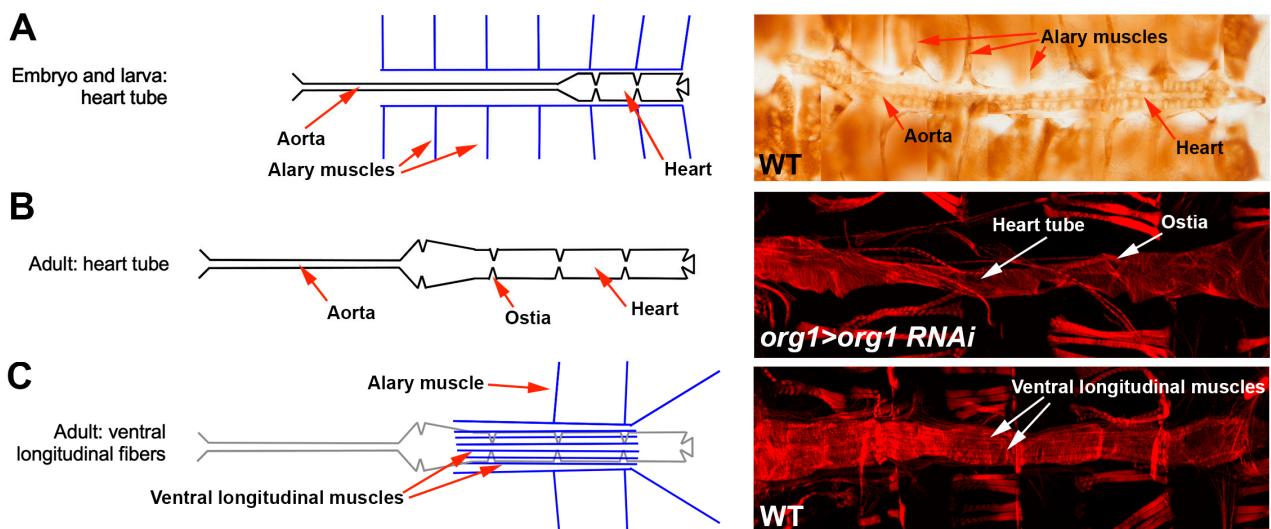 A
Embryo and larva:
heart tube
Aorta
Alary muscles
Heart
Alary muscles
Aorta
Heart
WT
B
Adult: heart tube
Aorta
Ostia
Heart
Heart tube
Ostia
org1>org1 RNAi
C
Adult: ventral
longitudinal fibers
Alary muscle
Ventral longitudinal muscles
Ventral longitudinal muscles
WT